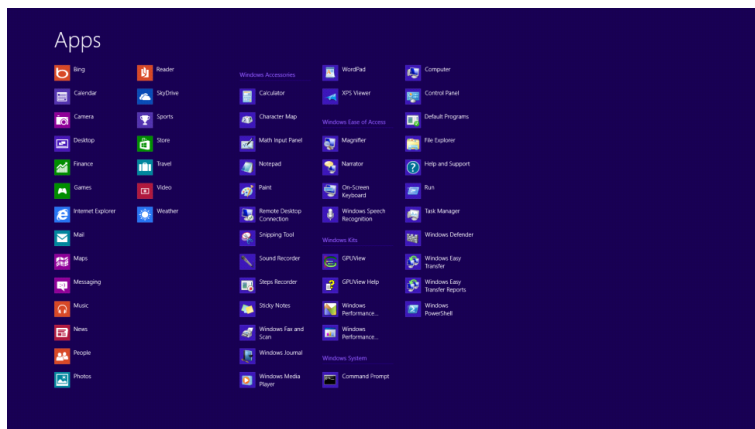 Apps
Bing
Calendar
Camera
Desktop
Finance
Games
Internet Explorer
Mail
Maps
Messaging
Music
News
People
Photos
Reader
SkyDrive
Sports
Store
Travel
Video
Weather
Windows Accessories
Calculator
Character Map
Math Input Panel
Notepad
Paint
Remote Desktop
Connection
Snipping Tool
Sound Recorder
Steps Recorder
Sticky Notes
Windows Fax and
Scan
Windows Journal
Windows Media
Player
WordPad
XPS Viewer
Windows Ease of Access
Magnifier
Narrator
On-Screen
Keyboard
Windows Speech
Recognition
Windows Kits
GPUView
GPUView Help
Windows
Performance...
Windows
Performance...
Windows System
Command Prompt
Computer
Control Panel
Default Programs
File Explorer
Help and Support
Run
Task Manager
Windows Defender
Windows Easy
Transfer
Windows Easy
Transfer Reports
Windows
PowerShell